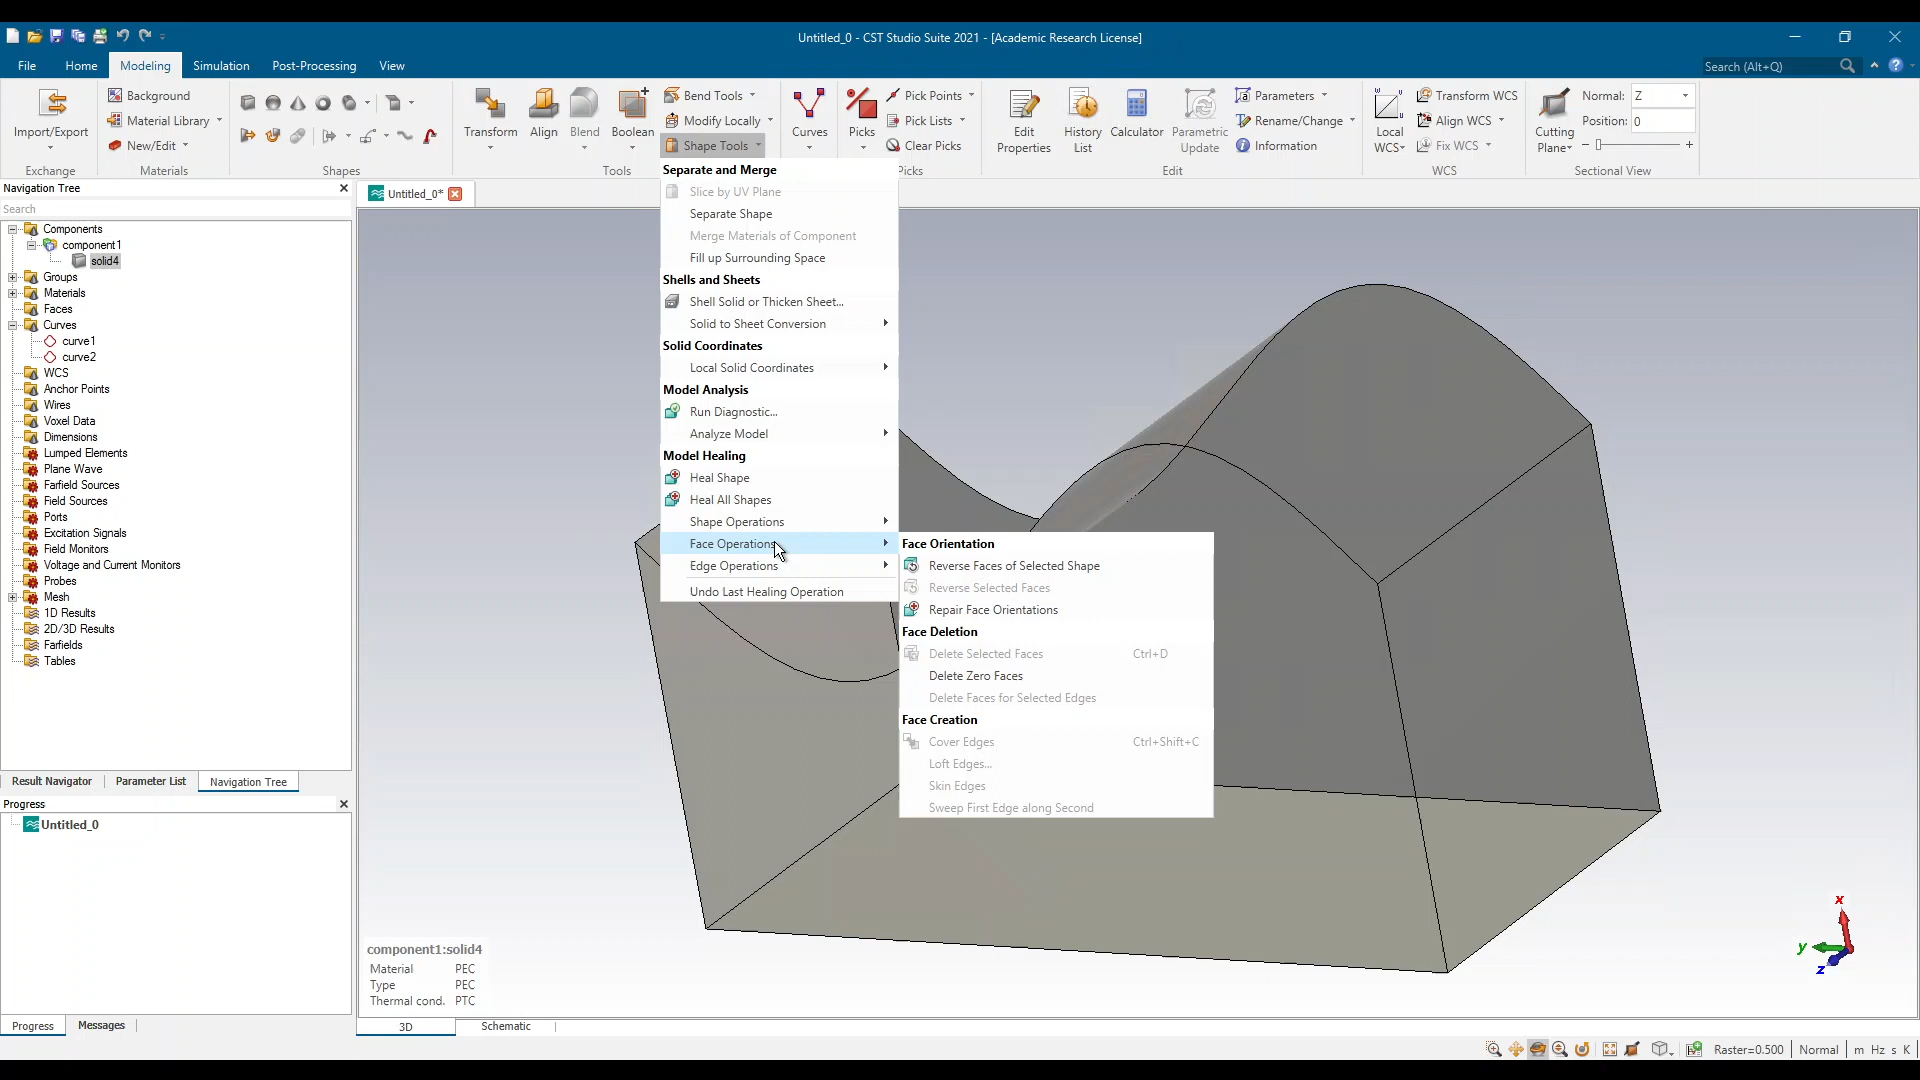 Untitled_0 - CST Studio Suite 2021 - [Academic Research License]
File Home Modeling Simulation Post-Processing View
Search (Alt+Q)
Import/Export
Exchange
Background
Material Library
New/Edit
Materials
Shapes
Transform
Align
Blend
Boolean
Bend Tools
Modify Locally
Shape Tools
Tools
Curves
Picks
Pick Points
Pick Lists
Clear Picks
Picks
Edit
Properties
History
List
Calculator
Parametric
Update
Parameters
Rename/Change
Information
Edit
Local
WCS
Transform WCS
Align WCS
Fix WCS
WCS
Cutting
Plane
Normal: Z
Position: 0
Sectional View
Navigation Tree
Search
Components
component1
solid4
Groups
Materials
Faces
Curves
curve1
curve2
WCS
Anchor Points
Wires
Voxel Data
Dimensions
Lumped Elements
Plane Wave
Farfield Sources
Field Sources
Ports
Excitation Signals
Field Monitors
Voltage and Current Monitors
Probes
Mesh
1D Results
2D/3D Results
Farfields
Tables
Result Navigator Parameter List Navigation Tree
Progress
Untitled_0
Progress Messages
Untitled_0*
Separate and Merge
Slice by UV Plane
Separate Shape
Merge Materials of Component
Fill up Surrounding Space
Shells and Sheets
Shell Solid or Thicken Sheet...
Solid to Sheet Conversion
Solid Coordinates
Local Solid Coordinates
Model Analysis
Run Diagnostic...
Analyze Model
Model Healing
Heal Shape
Heal All Shapes
Shape Operations
Face Operations
Edge Operations
Undo Last Healing Operation
Face Orientation
Reverse Faces of Selected Shape
Reverse Selected Faces
Repair Face Orientations
Face Deletion
Delete Selected Faces Ctrl+D
Delete Zero Faces
Delete Faces for Selected Edges
Face Creation
Cover Edges Ctrl+Shift+C
Loft Edges...
Skin Edges
Sweep First Edge along Second
component1:solid4
Material PEC
Type PEC
Thermal cond. PTC
x
y
z
3D Schematic
Raster=0.500 Normal m Hz s K